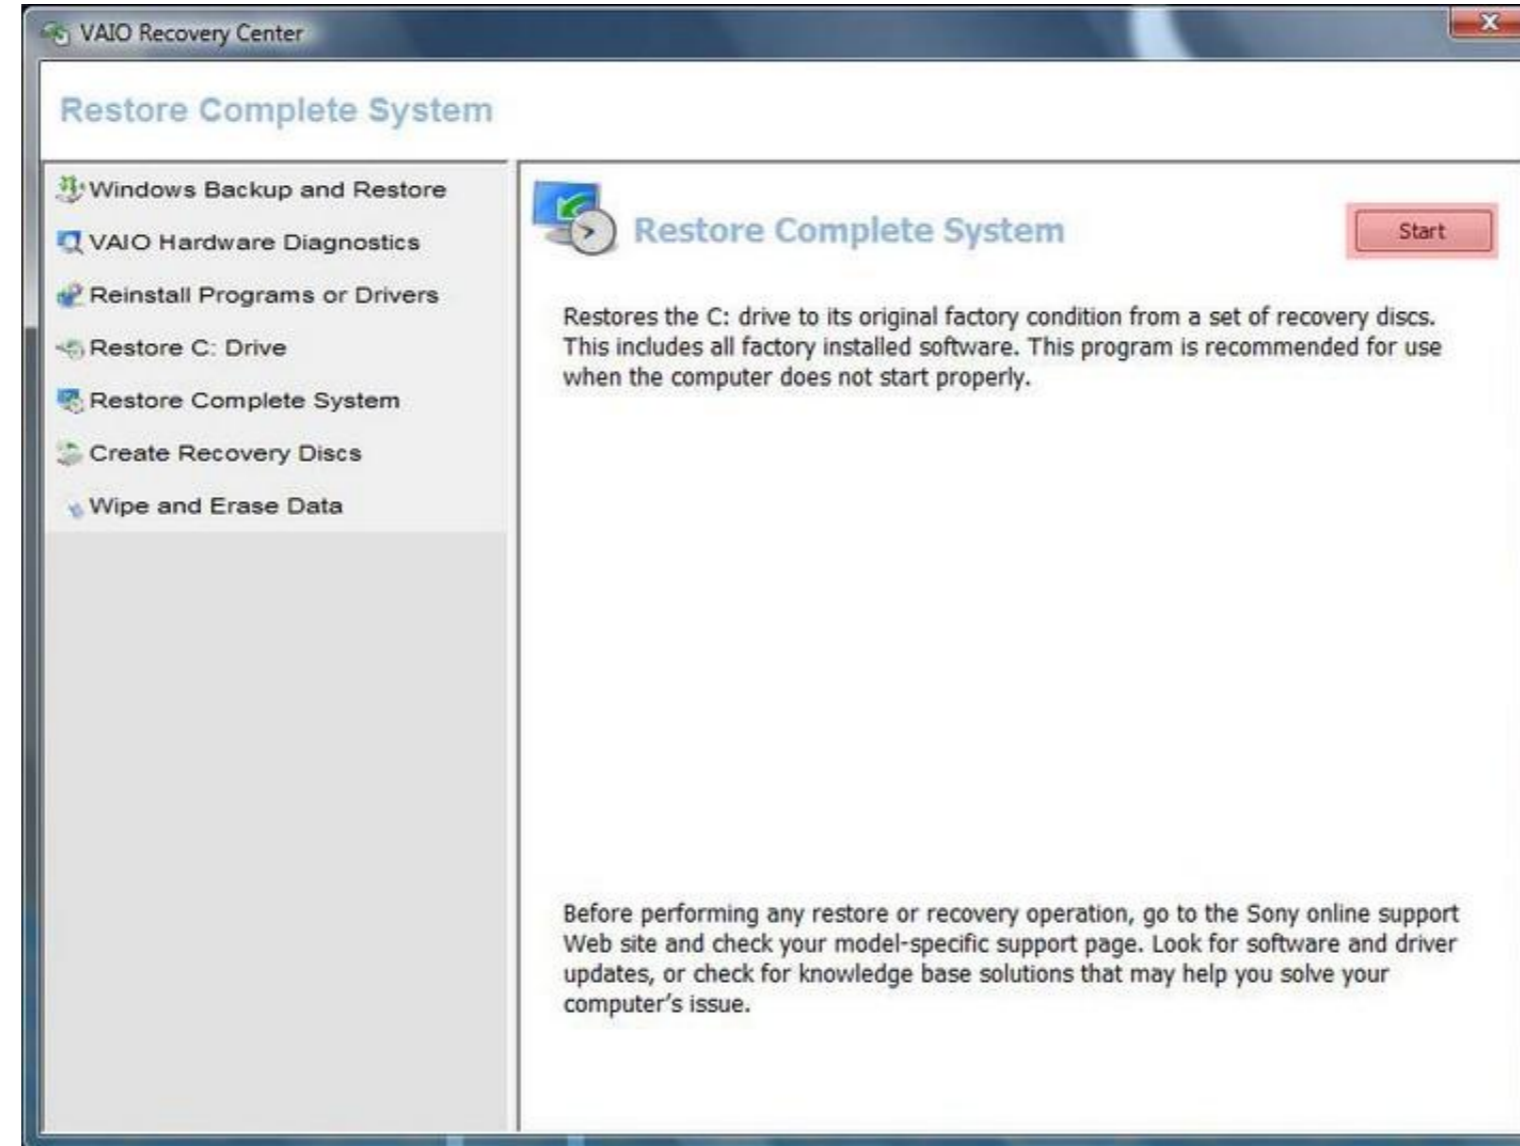 VAIO Recovery Center
X
Restore Complete System
Windows Backup and Restore
VAIO Hardware Diagnostics
Reinstall Programs or Drivers
Restore C: Drive
Restore Complete System
Create Recovery Discs
Wipe and Erase Data
Restore Complete System
Start
Restores the C: drive to its original factory condition from a set of recovery discs.
This includes all factory installed software. This program is recommended for use
when the computer does not start properly.
Before performing any restore or recovery operation, go to the Sony online support
Web site and check your model-specific support page. Look for software and driver
updates, or check for knowledge base solutions that may help you solve your
computer’s issue.